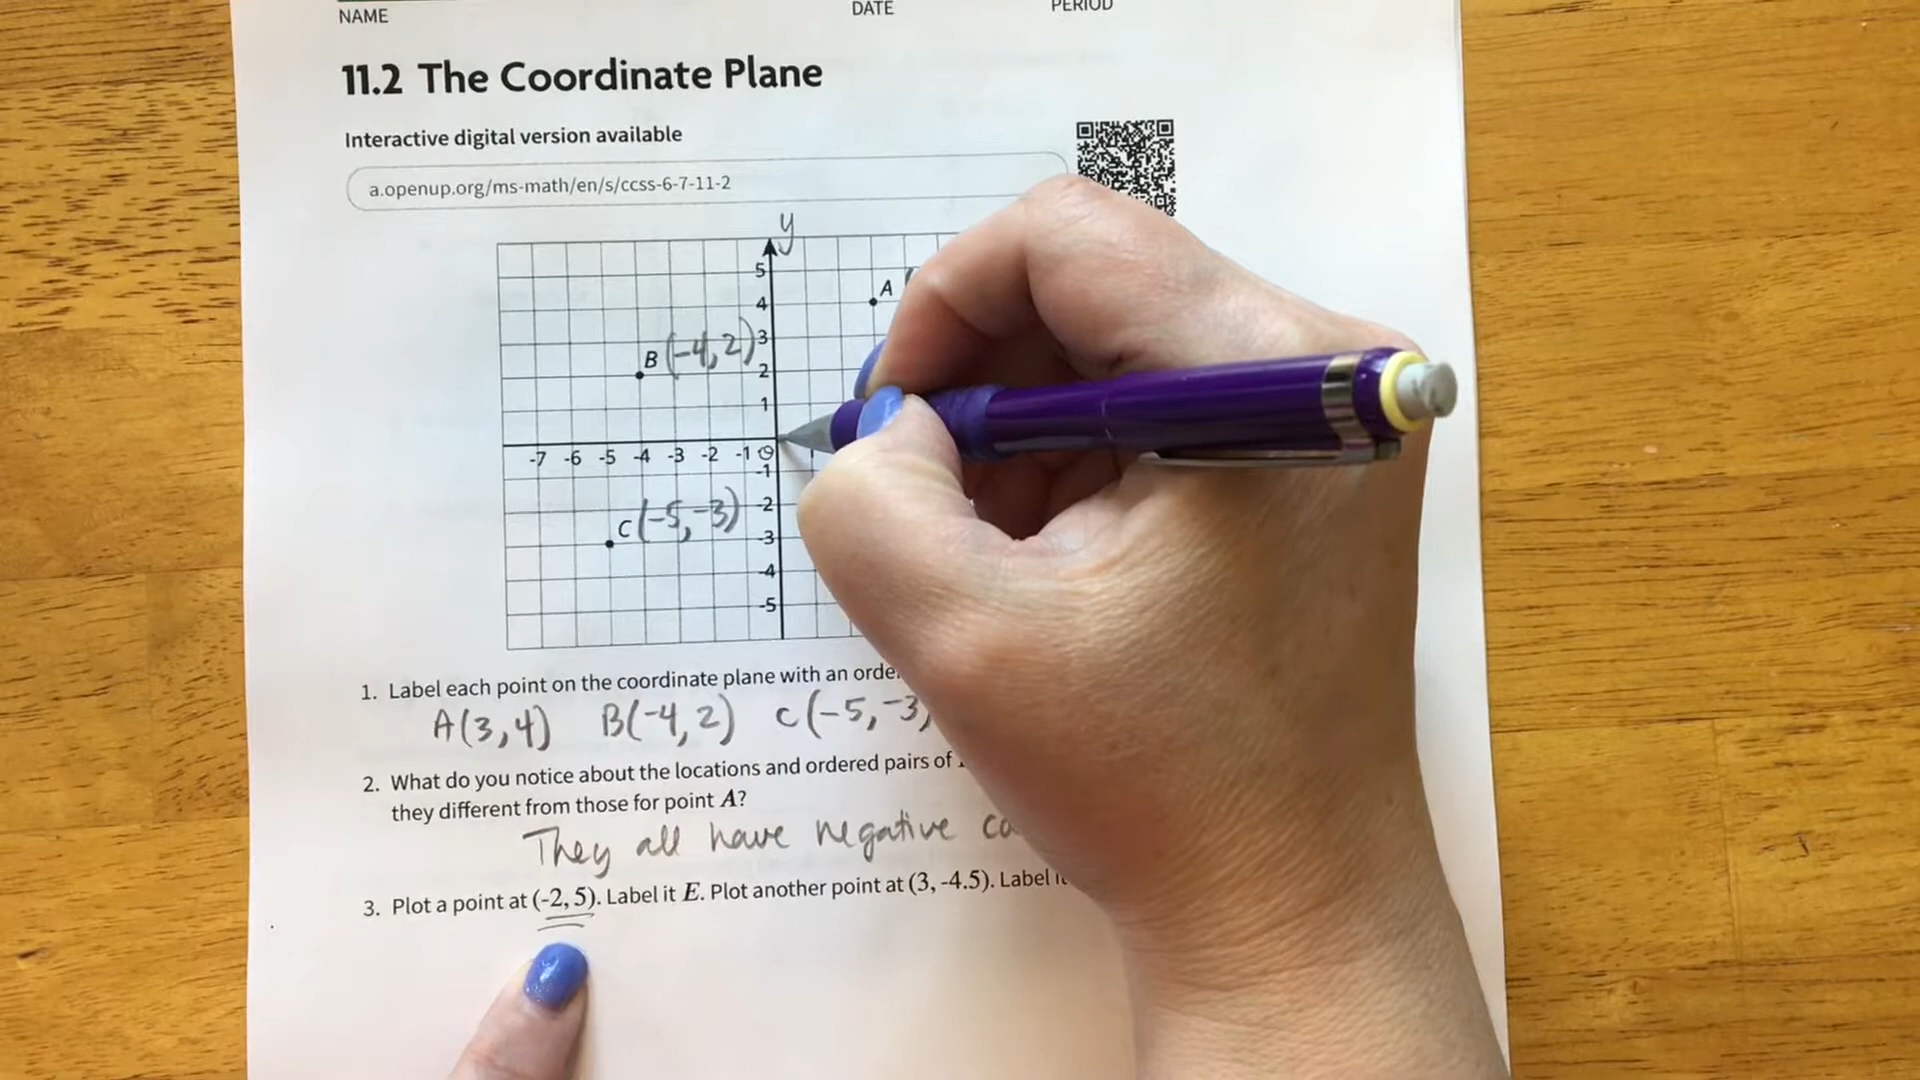 NAME DATE PERIOD
11.2 The Coordinate Plane
Interactive digital version available
a.openup.org/ms-math/en/s/ccss-6-7-11-2
y
5
A
4
B (-4, 2) 3
2
1
-7 -6 -5 -4 -3 -2 -1 0
-1
C (-5, -3) -2
-3
-4
-5
1. Label each point on the coordinate plane with an
A(3,4) B(-4,2) C(-5,-3)
2. What do you notice about the locations and ordered pairs of
they different from those for point A?
They all have negative
3. Plot a point at (-2, 5). Label it E. Plot another point at (3, -4.5). Label